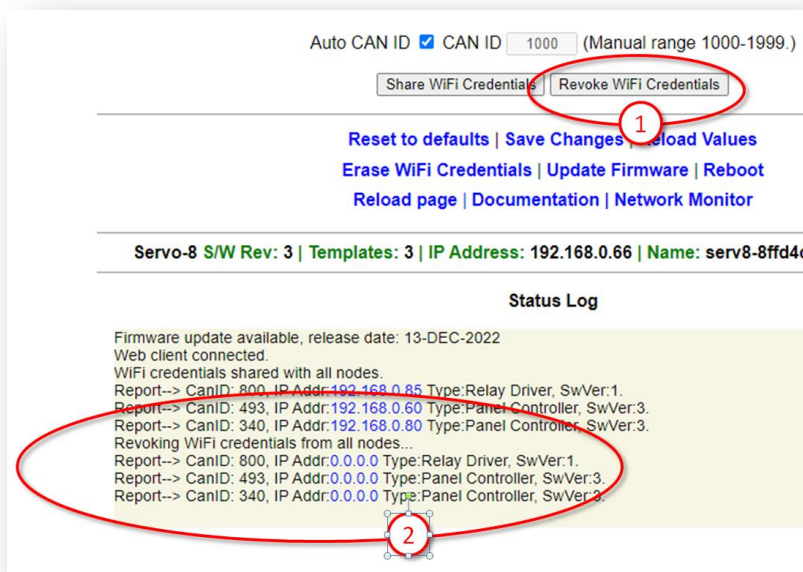 Auto CAN ID CAN ID 1000 (Manual range 1000-1999.)
Share WiFi Credentials Revoke WiFi Credentials
1
Reset to defaults | Save Changes | Reload Values
Erase WiFi Credentials | Update Firmware | Reboot
Reload page | Documentation | Network Monitor
Servo-8 S/W Rev: 3 | Templates: 3 | IP Address: 192.168.0.66 | Name: serv8-8ffd4
Status Log
Firmware update available, release date: 13-DEC-2022
Web client connected.
WiFi credentials shared with all nodes.
Report--> CanID: 800, IP Addr:192.168.0.85 Type:Relay Driver, SwVer:1.
Report--> CanID: 493, IP Addr:192.168.0.60 Type:Panel Controller, SwVer:3.
Report--> CanID: 340, IP Addr:192.168.0.80 Type:Panel Controller, SwVer:3.
Revoking WiFi credentials from all nodes...
Report--> CanID: 800, IP Addr:0.0.0.0 Type:Relay Driver, SwVer:1.
Report--> CanID: 493, IP Addr:0.0.0.0 Type:Panel Controller, SwVer:3.
Report--> CanID: 340, IP Addr:0.0.0.0 Type:Panel Controller, SwVer:3.
2